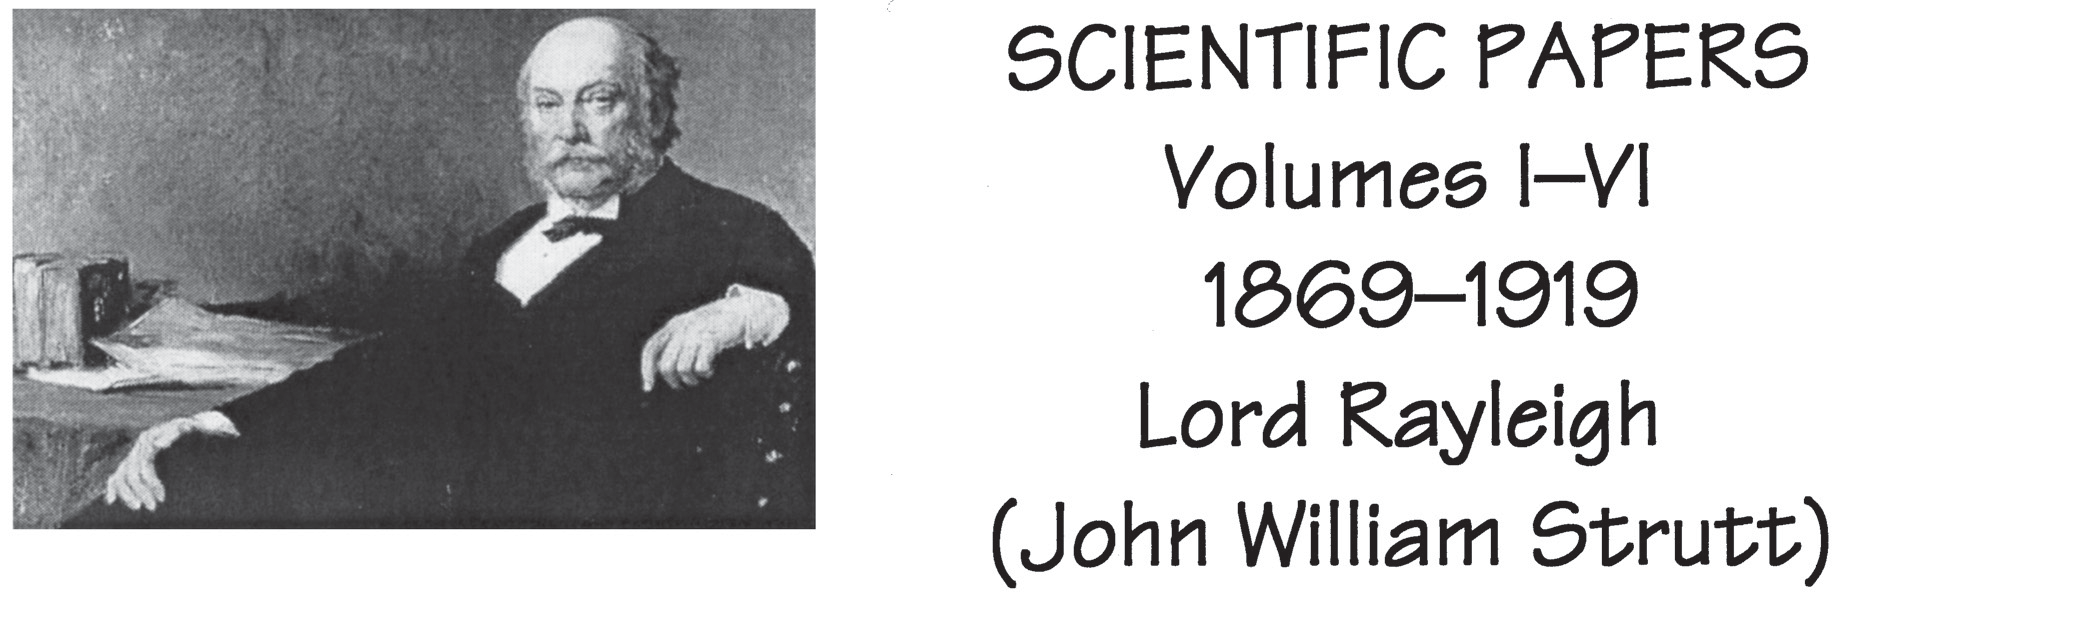 SCIENTIFIC PAPERS
Volumes I–VI
1869–1919
Lord Rayleigh
(John William Strutt)